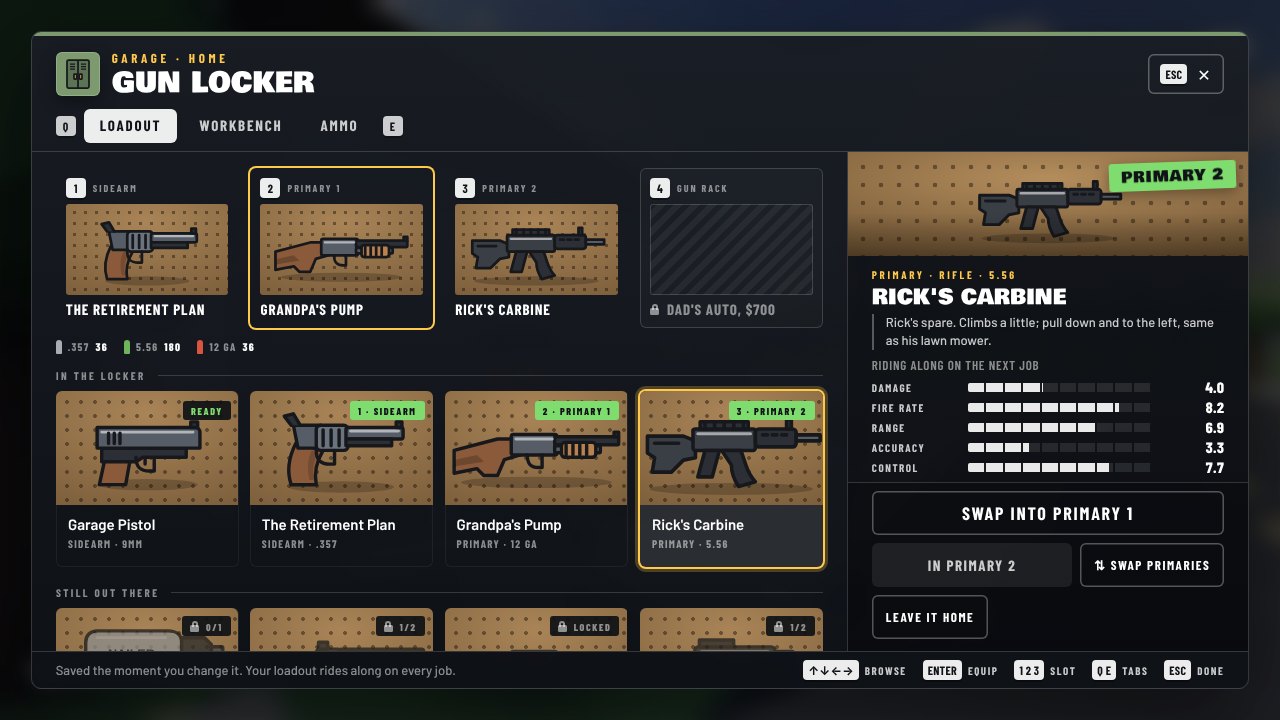 GARAGE · HOME
GUN LOCKER
ESC ×
Q LOADOUT WORKBENCH AMMO E
1 SIDEARM
THE RETIREMENT PLAN
2 PRIMARY 1
GRANDPA'S PUMP
3 PRIMARY 2
RICK'S CARBINE
4 GUN RACK
DAD'S AUTO, $700
.357 36 5.56 180 12 GA 36
IN THE LOCKER
READY
Garage Pistol
SIDEARM · 9MM
1 · SIDEARM
The Retirement Plan
SIDEARM · .357
2 · PRIMARY 1
Grandpa's Pump
PRIMARY · 12 GA
3 · PRIMARY 2
Rick's Carbine
PRIMARY · 5.56
STILL OUT THERE
0/1
1/2
LOCKED
1/2
PRIMARY 2
PRIMARY · RIFLE · 5.56
RICK'S CARBINE
Rick's spare. Climbs a little; pull down and to the left, same
as his lawn mower.
RIDING ALONG ON THE NEXT JOB
DAMAGE 4.0
FIRE RATE 8.2
RANGE 6.9
ACCURACY 3.3
CONTROL 7.7
SWAP INTO PRIMARY 1
IN PRIMARY 2
⇅ SWAP PRIMARIES
LEAVE IT HOME
Saved the moment you change it. Your loadout rides along on every job.
↑↓←→ BROWSE ENTER EQUIP 1 2 3 SLOT Q E TABS ESC DONE